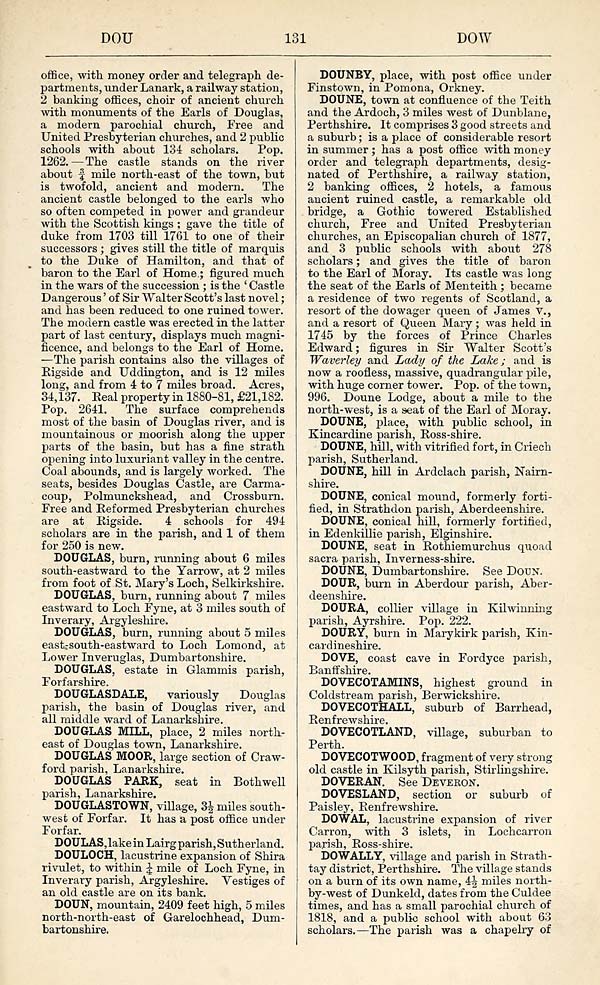 DOU 131 DOW
office, with money order and telegraph de-
partments, under Lanark, a railway station,
2 banking offices, choir of ancient church
with monuments of the Earls of Douglas,
a modern parochial church, Free and
United Presbyterian churches, and 2 public
schools with about 134 scholars. Pop.
1262.—The castle stands on the river
about ¾ mile north-east of the town, but
is twofold, ancient and modern. The
ancient castle belonged to the earls who
so often competed in power and grandeur
with the Scottish kings; gave the title of
duke from 1703 till 1761 to one of their
successors; gives still the title of marquis
to the Duke of Hamilton, and that of
baron to the Earl of Home; figured much
in the wars of the succession; is the 'Castle
Dangerous' of Sir Walter Scott's last novel;
and has been reduced to one ruined tower.
The modern castle was erected in the latter
part of last century, displays much magni-
ficence, and belongs to the Earl of Home.
—The parish contains also the villages of
Rigside and Uddington, and is 12 miles
long, and from 4 to 7 miles broad. Acres,
34,137. Real property in 1880-81, £21,182.
Pop. 2641. The surface comprehends
most of the basin of Douglas river, and is
mountainous or moorish along the upper
parts of the basin, but has a fine strath
opening into luxuriant valley in the centre.
Coal abounds, and is largely worked. The
seats, besides Douglas Castle, are Carma-
coup, Polmunckshead, and Crossburn.
Free and Reformed Presbyterian churches
are at Rigside. 4 schools for 494
scholars are in the parish, and 1 of them
for 250 is new.
DOUGLAS, burn, running about 6 miles
south-eastward to the Yarrow, at 2 miles
from foot of St. Mary's Loch, Selkirkshire.
DOUGLAS, burn, running about 7 miles
eastward to Loch Fyne, at 3 miles south of
Inverary, Argyleshire.
DOUGLAS, burn, running about 5 miles
east-south-eastward to Loch Lomond, at
Lower Inveruglas, Dumbartonshire.
DOUGLAS, estate in Glammis parish,
Forfarshire.
DOUGLASDALE, variously Douglas
parish, the basin of Douglas river, and
all middle ward of Lanarkshire.
DOUGLAS MILL, place, 2 miles north-
east of Douglas town, Lanarkshire.
DOUGLAS MOOR, large section of Craw-
ford parish, Lanarkshire.
DOUGLAS PARK, seat in Bothwell
parish, Lanarkshire.
DOUGLASTOWN, village, 3½ miles south-
west of Forfar. It has a post office under
Forfar.
DOULAS, lake in Lairg parish, Sutherland.
DOULOCH, lacustrine expansion of Shira
rivulet, to within ¼ mile of Loch Fyne, in
Inverary parish, Argyleshire. Vestiges of
an old castle are on its bank.
DOUN, mountain, 2409 feet high, 5 miles
north-north-east of Garelochhead, Dum-
bartonshire.
DOUNBY, place, with post office under
Finstown, in Pomona, Orkney.
DOUNE, town at confluence of the Teith
and the Ardoch, 3 miles west of Dunblane,
Perthshire. It comprises 3 good streets and
a suburb; is a place of considerable resort
in summer; has a post office with money
order and telegraph departments, desig-
nated of Perthshire, a railway station,
2 banking offices, 2 hotels, a famous
ancient ruined castle, a remarkable old
bridge, a Gothic towered Established
church, Free and United Presbyterian
churches, an Episcopalian church of 1877,
and 3 public schools with about 278
scholars; and gives the title of baron
to the Earl of Moray. Its castle was long
the seat of the Earls of Menteith; became
a residence of two regents of Scotland, a
resort of the dowager queen of James V.,
and a resort of Queen Mary; was held in
1745 by the forces of Prince Charles
Edward; figures in Sir Walter Scott's
Waverley and Lady of the Lake; and is
now a roofless, massive, quadrangular pile,
with huge corner tower. Pop. of the town,
996. Doune Lodge, about a mile to the
north-west, is a seat of the Earl of Moray.
DOUNE, place, with public school, in
Kincardine parish, Ross-shire.
DOUNE, hill, with vitrified fort, in Criech
parish, Sutherland.
DOUNE, hill in Ardclach parish, Nairn-
shire.
DOUNE, conical mound, formerly forti-
fied, in Strathdon parish, Aberdeenshire.
DOUNE, conical hill, formerly fortified,
in Edenkillie parish, Elginshire.
DOUNE, seat in Rothiemurchus quoad
sacra parish, Inverness-shire.
DOUNE, Dumbartonshire. See DOUN.
DOUR, burn in Aberdour parish, Aber-
deenshire.
DOURA, collier village in Kilwinning
parish, Ayrshire. Pop. 222.
DOURY, burn in Marykirk parish, Kin-
cardineshire.
DOVE, coast cave in Fordyce parish,
Banffshire.
DOVECOTAMINS, highest ground in
Coldstream parish, Berwickshire.
DOVECOTHALL, suburb of Barrhead,
Renfrewshire.
DOVECOTLAND, village, suburban to
Perth.
DOVECOTWOOD, fragment of very strong
old castle in Kilsyth parish, Stirlingshire.
DOVERAN. See DEVERON.
DOVESLAND, section or suburb of
Paisley, Renfrewshire.
DOWAL, lacustrine expansion of river
Carron, with 3 islets, in Lochcarron
parish, Ross-shire.
DOWALLY, village and parish in Strath-
tay district, Perthshire. The village stands
on a burn of its own name, 4½ miles north-
by-west of Dunkeld, dates from the Culdee
times, and has a small parochial church of
1818, and a public school with about 63
scholars.—The parish was a chapelry of